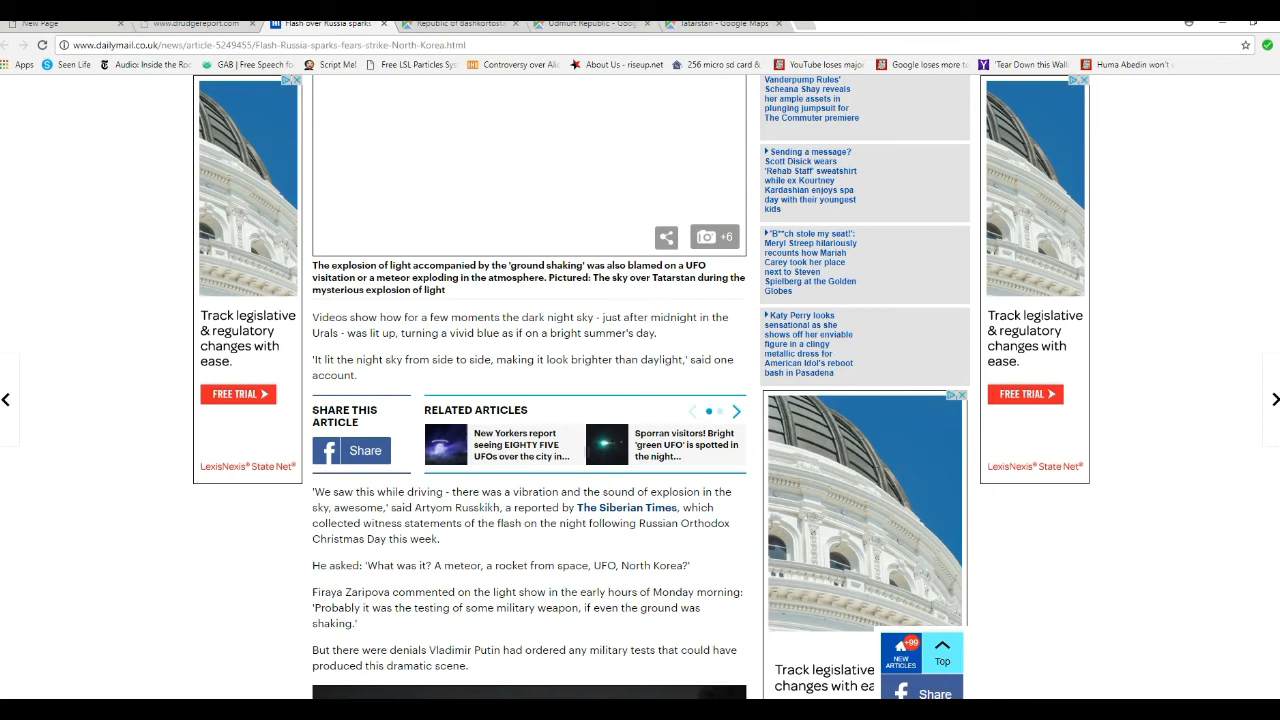 New Page
www.drudgereport.com
Flash over Russia sparks
Republic of Bashkortosta
Udmurt Republic - Goog
Tatarstan - Google Maps
www.dailymail.co.uk/news/article-5249455/Flash-Russia-sparks-fears-strike-North-Korea.html
Apps
Seen Life
Audio: Inside the Roc
GAB | Free Speech fo
Script Me!
Free LSL Particles Sys
Controversy over Alic
About Us - riseup.net
256 micro sd card &
YouTube loses major
Google loses more to
'Tear Down this Wall
Huma Abedin won't
Track legislative
& regulatory
changes with
ease.
FREE TRIAL
LexisNexis® State Net®
+6
The explosion of light accompanied by the 'ground shaking' was also blamed on a UFO
visitation or a meteor exploding in the atmosphere. Pictured: The sky over Tatarstan during the
mysterious explosion of light
Videos show how for a few moments the dark night sky - just after midnight in the
Urals - was lit up, turning a vivid blue as if on a bright summer's day.
'It lit the night sky from side to side, making it look brighter than daylight,' said one
account.
SHARE THIS
ARTICLE
Share
RELATED ARTICLES
New Yorkers report
seeing EIGHTY FIVE
UFOs over the city in...
Sporran visitors! Bright
'green UFO' is spotted in
the night...
'We saw this while driving - there was a vibration and the sound of explosion in the
sky, awesome,' said Artyom Russkikh, a reported by The Siberian Times, which
collected witness statements of the flash on the night following Russian Orthodox
Christmas Day this week.
He asked: 'What was it? A meteor, a rocket from space, UFO, North Korea?'
Firaya Zaripova commented on the light show in the early hours of Monday morning:
'Probably it was the testing of some military weapon, if even the ground was
shaking.'
But there were denials Vladimir Putin had ordered any military tests that could have
produced this dramatic scene.
Vanderpump Rules'
Scheana Shay reveals
her ample assets in
plunging jumpsuit for
The Commuter premiere
Sending a message?
Scott Disick wears
'Rehab Staff' sweatshirt
while ex Kourtney
Kardashian enjoys spa
day with their youngest
kids
'B**ch stole my seat!':
Meryl Streep hilariously
recounts how Mariah
Carey took her place
next to Steven
Spielberg at the Golden
Globes
Katy Perry looks
sensational as she
shows off her enviable
figure in a clingy
metallic dress for
American Idol's reboot
bash in Pasadena
Track legislative
changes with ea
+99
NEW
ARTICLES
Top
Share
Track legislative
& regulatory
changes with
ease.
FREE TRIAL
LexisNexis® State Net®